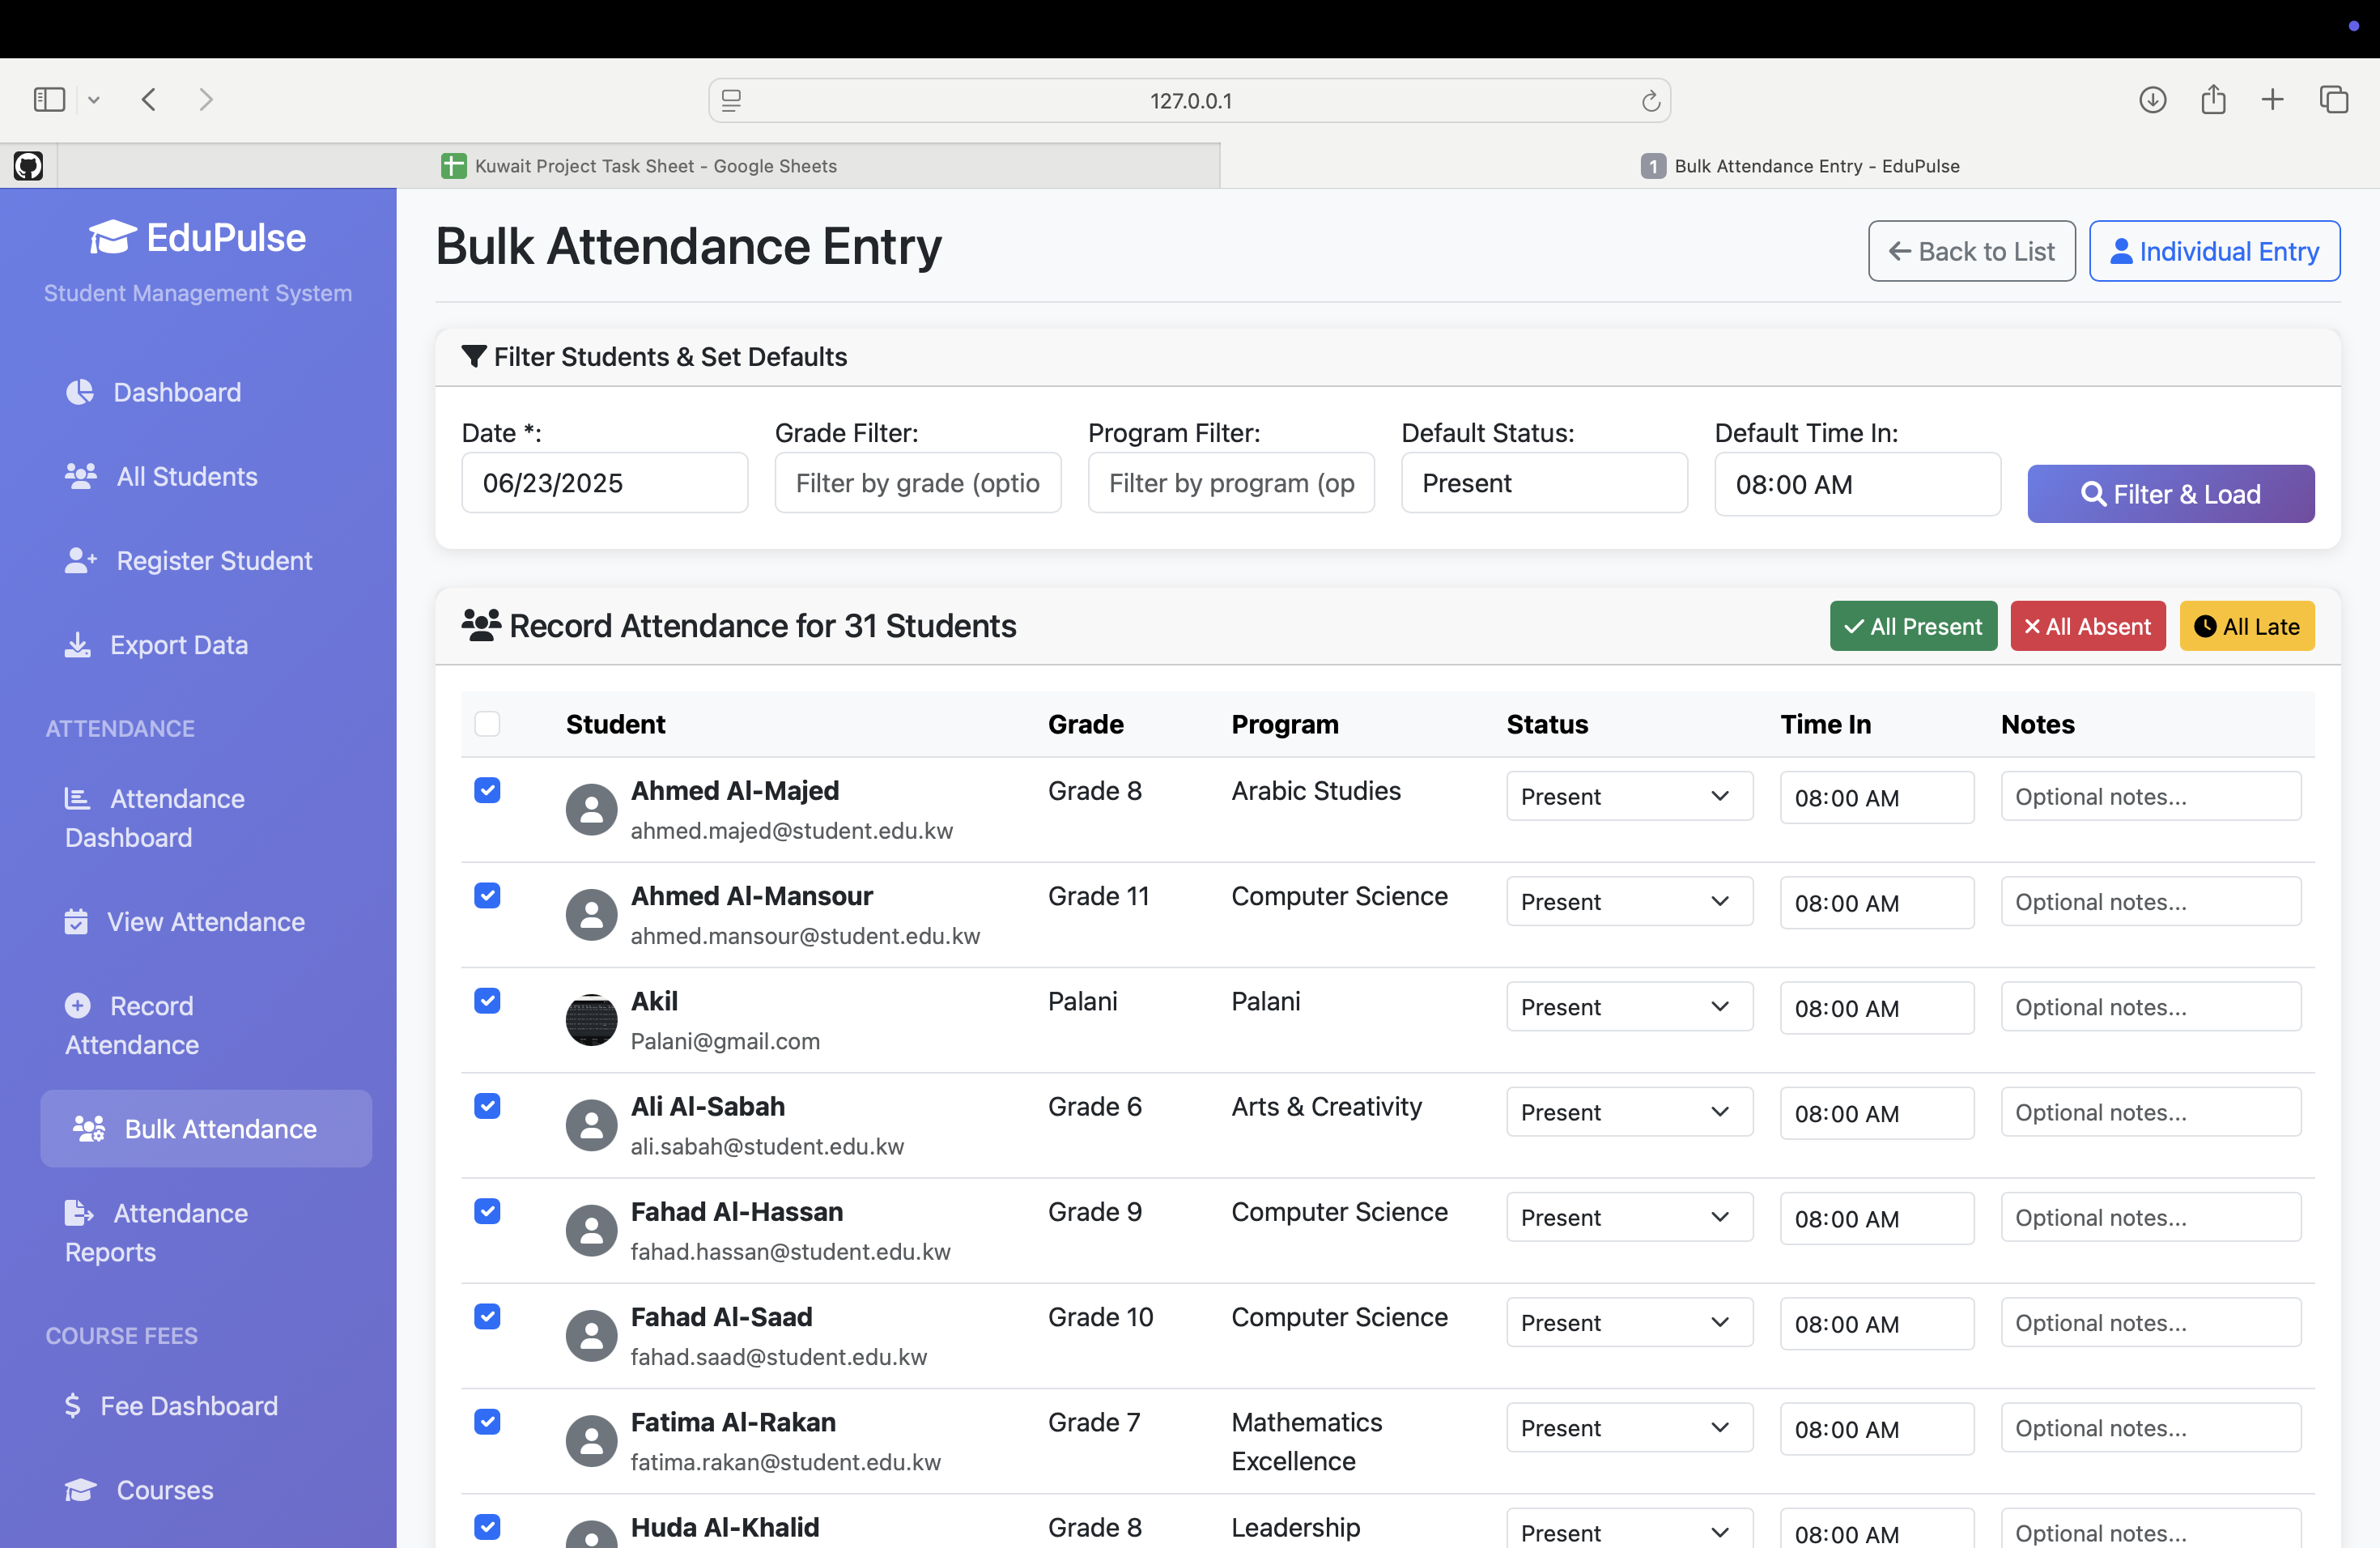 127.0.0.1
Kuwait Project Task Sheet - Google Sheets
1 Bulk Attendance Entry - EduPulse
EduPulse
Student Management System
Dashboard
All Students
Register Student
Export Data
ATTENDANCE
Attendance
Dashboard
View Attendance
Record
Attendance
Bulk Attendance
Attendance
Reports
COURSE FEES
Fee Dashboard
Courses
Bulk Attendance Entry
Back to List
Individual Entry
Filter Students & Set Defaults
Date *: Grade Filter: Program Filter: Default Status: Default Time In:
06/23/2025 Filter by grade (optio Filter by program (op Present 08:00 AM Filter & Load
Record Attendance for 31 Students All Present All Absent All Late
Student Grade Program Status Time In Notes
Ahmed Al-Majed Grade 8 Arabic Studies Present 08:00 AM Optional notes...
ahmed.majed@student.edu.kw
Ahmed Al-Mansour Grade 11 Computer Science Present 08:00 AM Optional notes...
ahmed.mansour@student.edu.kw
Akil Palani Palani Present 08:00 AM Optional notes...
Palani@gmail.com
Ali Al-Sabah Grade 6 Arts & Creativity Present 08:00 AM Optional notes...
ali.sabah@student.edu.kw
Fahad Al-Hassan Grade 9 Computer Science Present 08:00 AM Optional notes...
fahad.hassan@student.edu.kw
Fahad Al-Saad Grade 10 Computer Science Present 08:00 AM Optional notes...
fahad.saad@student.edu.kw
Fatima Al-Rakan Grade 7 Mathematics Present 08:00 AM Optional notes...
fatima.rakan@student.edu.kw Excellence
Huda Al-Khalid Grade 8 Leadership Present 08:00 AM Optional notes...